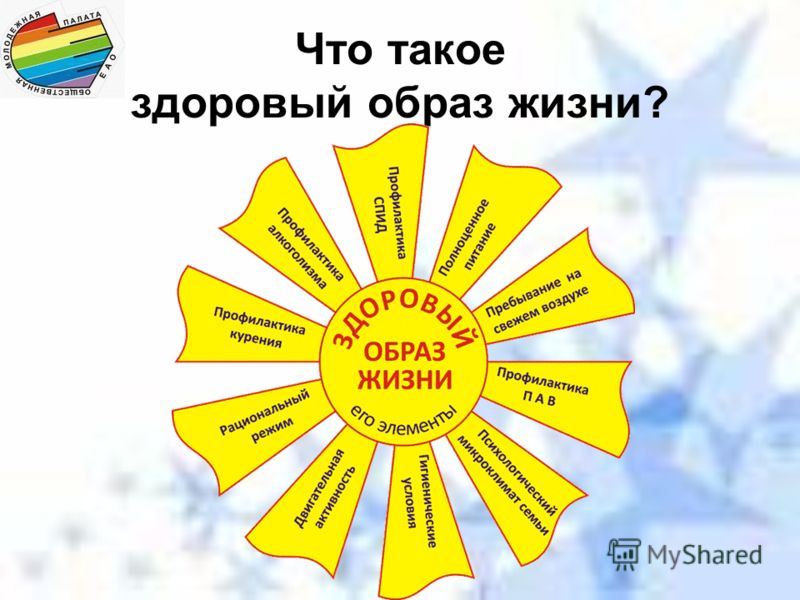 МОЛОДЕЖНАЯ
ПАЛАТА
ОБЩЕСТВЕННАЯ
ЕАО
Что такое
здоровый образ жизни?
Профилактика
СПИД
Полноценное
питание
Пребывание на
свежем воздухе
Профилактика
П А В
Психологический
микроклимат семьи
Гигиенические
условия
Двигательная
активность
Рациональный
режим
Профилактика
курения
Профилактика
алкоголизма
ЗДОРОВЫЙ
ОБРАЗ
ЖИЗНИ
его элементы
MyShared